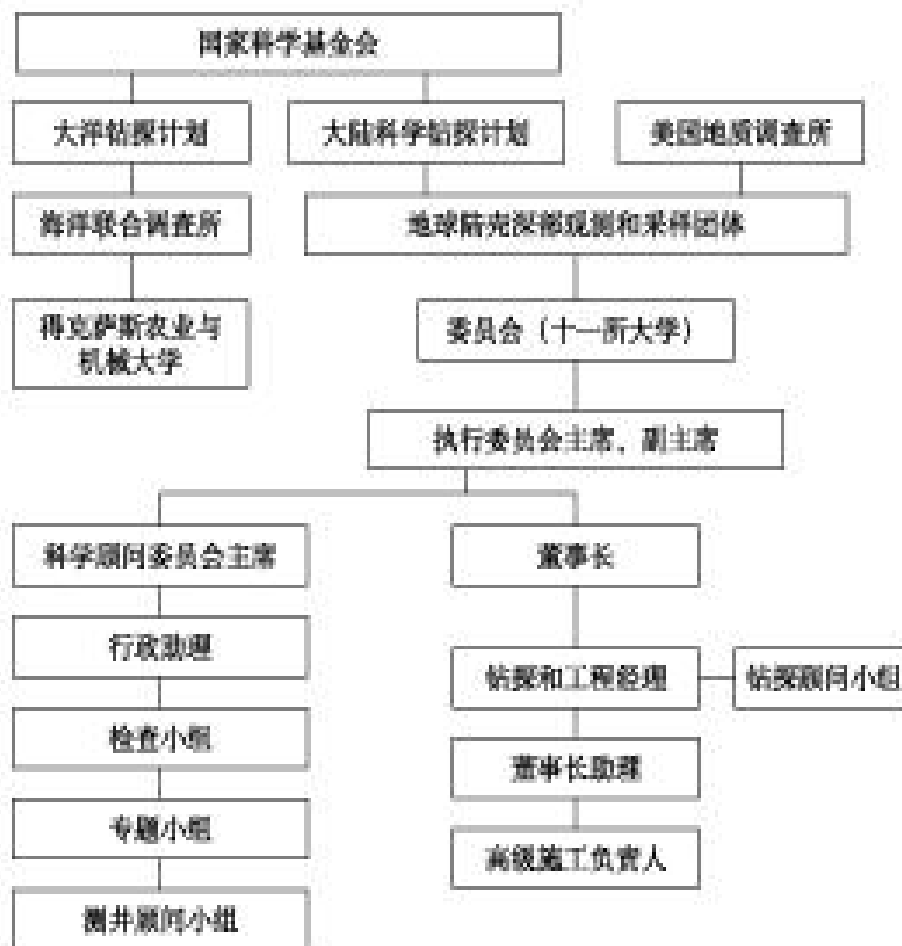 国家科学基金会
大洋钻探计划
大陆科学钻探计划
美国地质调查所
海洋联合调查所
地球陆壳深部观测和采样团体
得克萨斯农业与
机械大学
委员会（十一所大学）
执行委员会主席、副主席
科学顾问委员会主席
董事长
行政助理
钻探和工程经理
钻探顾问小组
检查小组
董事长助理
专题小组
高级施工负责人
测井顾问小组